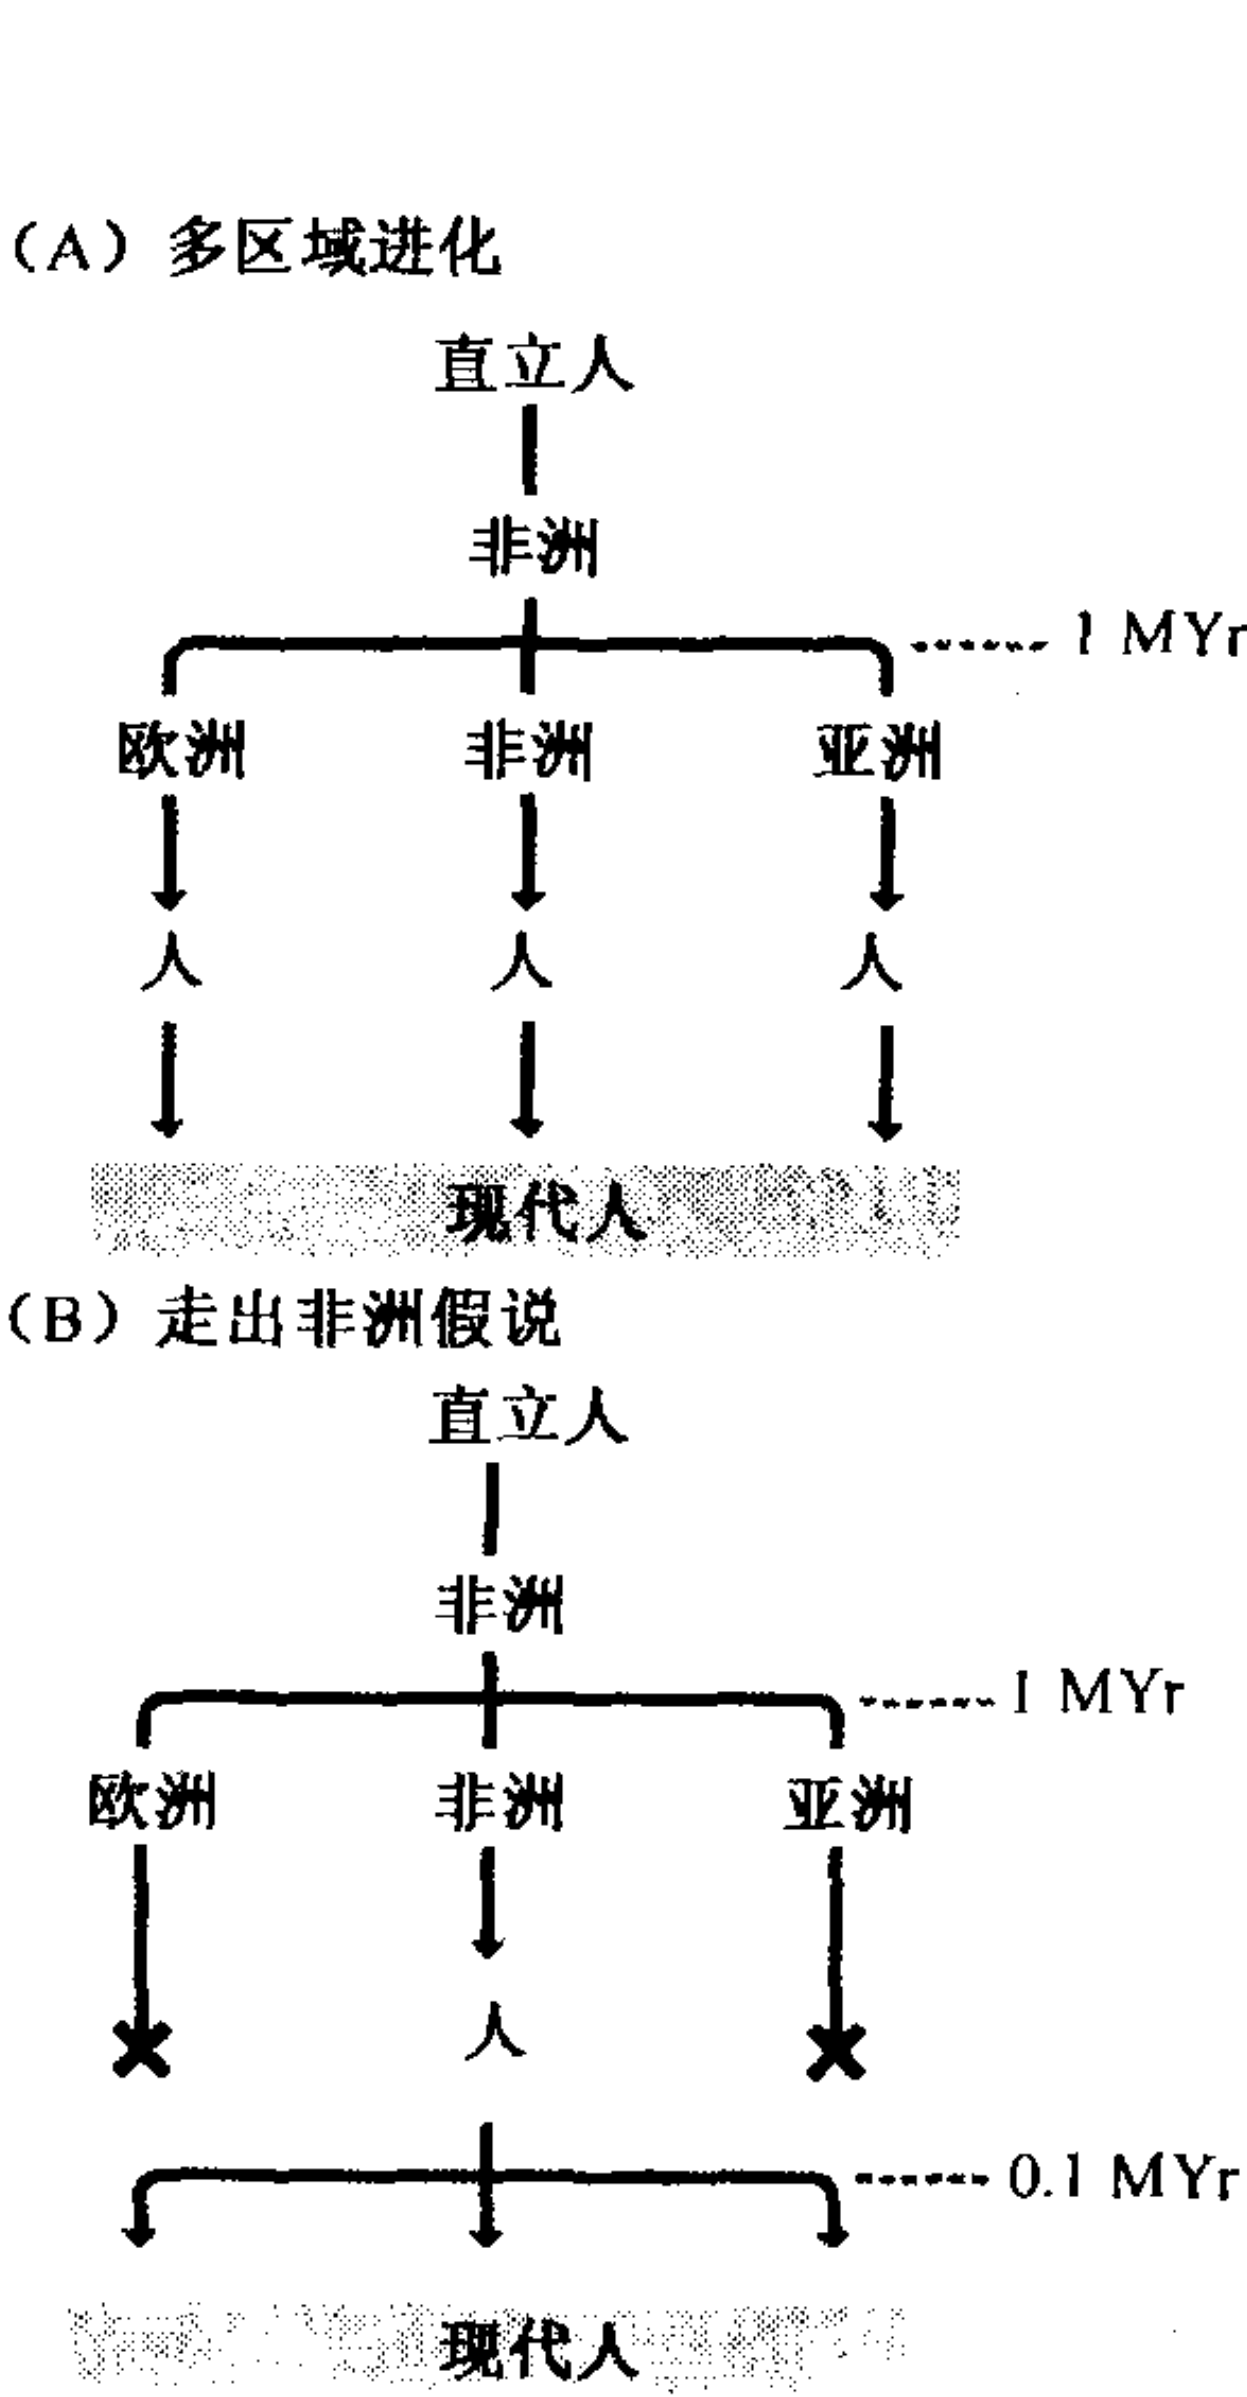 (A) 多区域进化
直立人
非洲
1 MYr
欧洲 非洲 亚洲
人 人 人
现代人
(B) 走出非洲假说
直立人
非洲
1 MYr
欧洲 非洲 亚洲
人
0.1 MYr
现代人